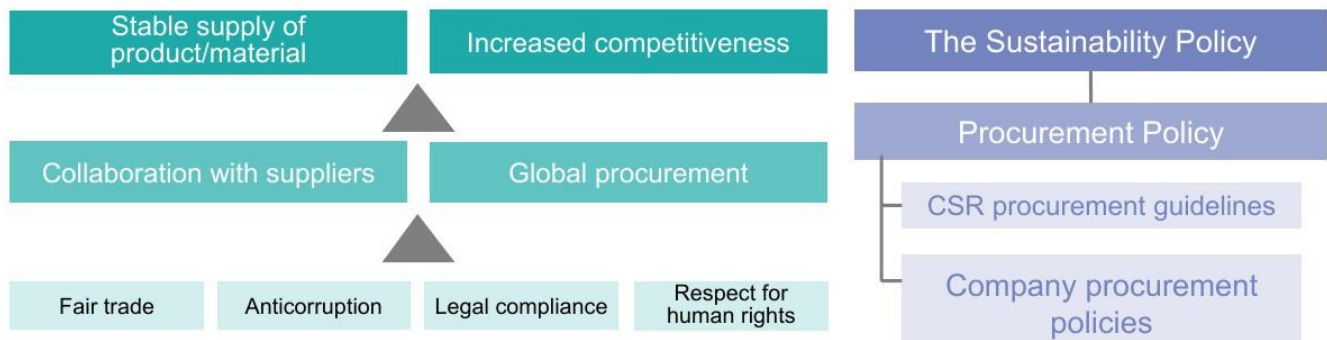 Stable supply of
product/material
Increased competitiveness
Collaboration with suppliers
Global procurement
Fair trade
Anticorruption
Legal compliance
Respect for
human rights
The Sustainability Policy
Procurement Policy
CSR procurement guidelines
Company procurement
policies